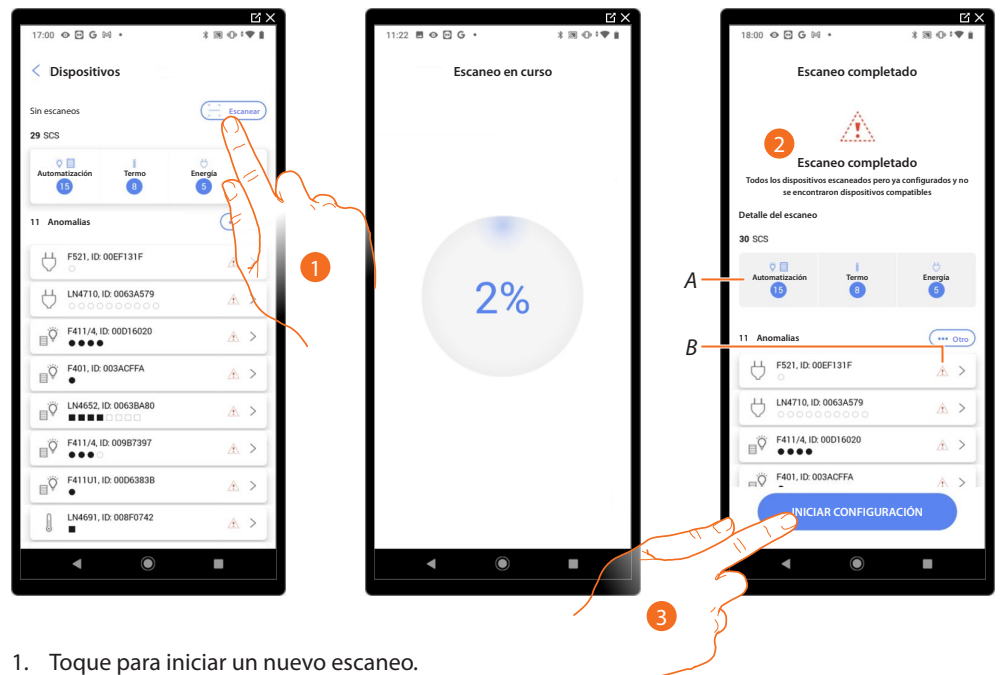 17:00 G
Dispositivos
Sin escaneos
Escanear
29 SCS
Automatización Termo Energía
15 8 5
11 Anomalias
F521, ID: 00EF131F
LN4710, ID: 0063A579
F411/4, ID: 00D16020
F401, ID: 003ACFFA
LN4652, ID: 0063BA80
F411/4, ID: 009B7397
F411U1, ID: 00D6383B
LN4691, ID: 008F0742
1
11:22 G
Escaneo en curso
2%
18:00 G
Escaneo completado
2
Escaneo completado
Todos los dispositivos escaneados pero ya configurados y no
se encontraron dispositivos compatibles
Detalle del escaneo
30 SCS
A
Automatización Termo Energía
15 8 5
11 Anomalias
Otro
B
F521, ID: 00EF131F
LN4710, ID: 0063A579
F411/4, ID: 00D16020
F401, ID: 003ACFFA
INICIAR CONFIGURACIÓN
3
1. Toque para iniciar un nuevo escaneo.